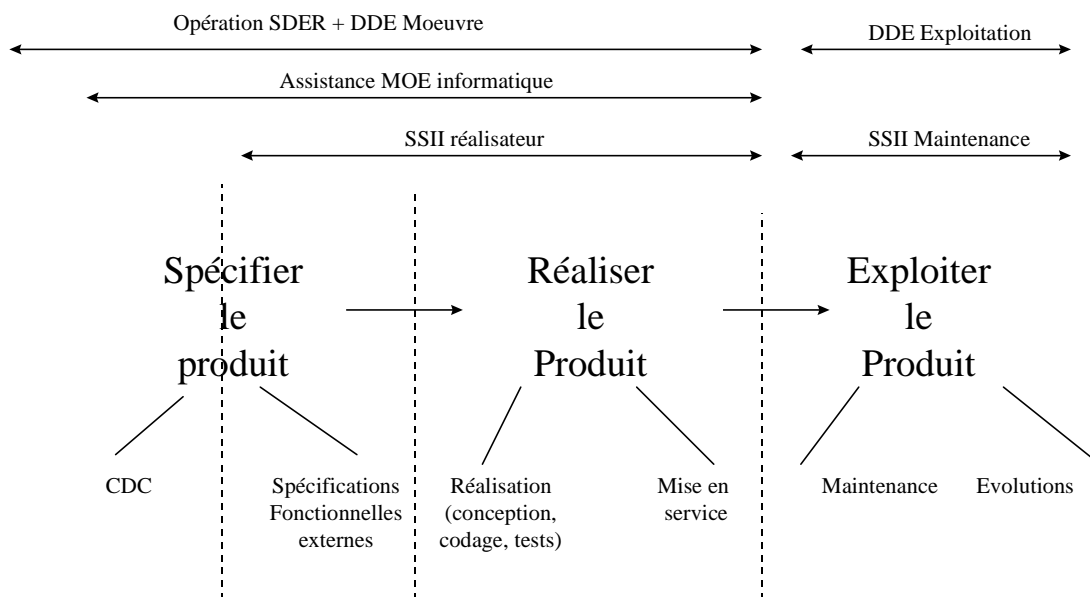 Opération SDER + DDE Moeuvre
DDE Exploitation
Assistance MOE informatique
SSII réalisateur
SSII Maintenance
Spécifier
le
produit
Réaliser
le
Produit
Exploiter
le
Produit
CDC
Spécifications
Fonctionnelles
externes
Réalisation
(conception,
codage, tests)
Mise en
service
Maintenance
Evolutions